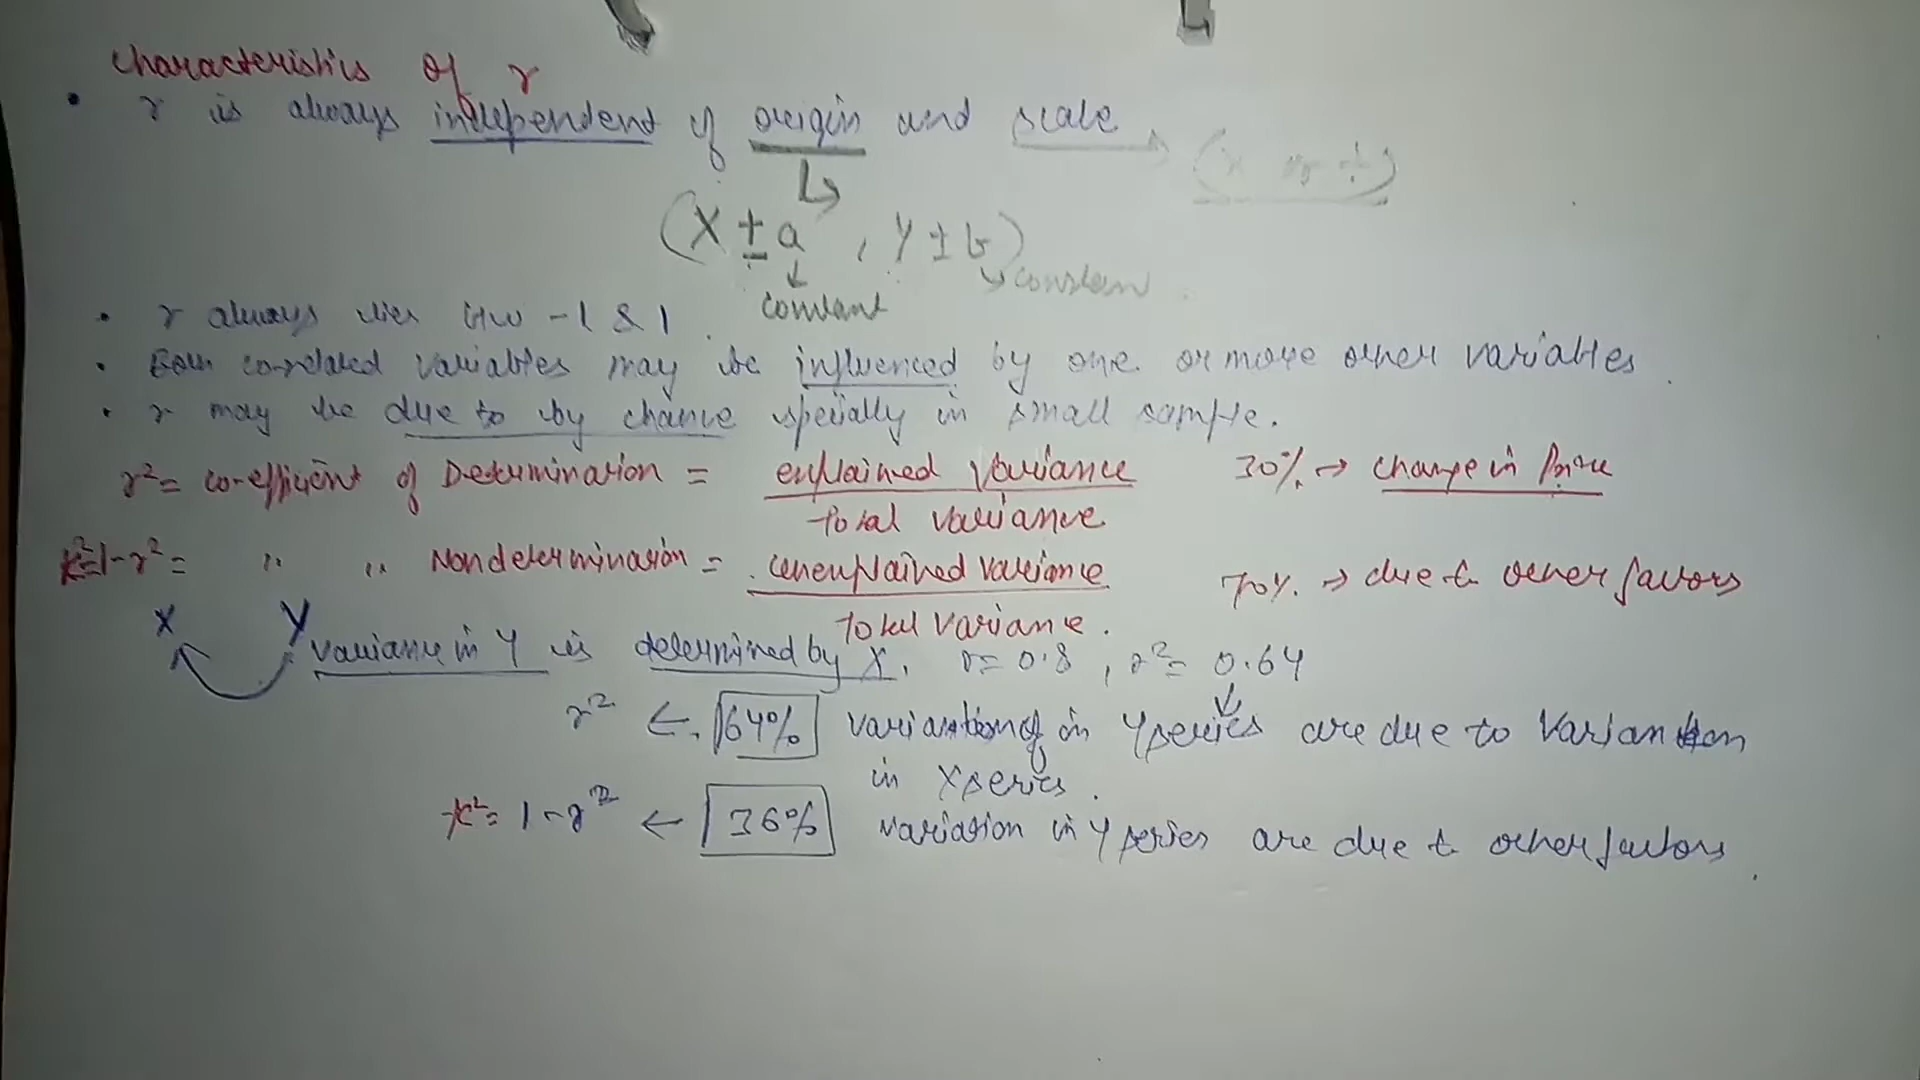 Characteristics of r
• r is always independent of origin and scale → (× or ÷)
(X ± a , Y ± b)
constant
• r always lies b/w -1 & 1 .
• Both correlated variables may be influenced by one or more other variables .
• r may be due to by chance specially in small sample.
r² = co-efficient of Determination = explained variance / Total variance 30% → change in Price
k²=1-r² = " " Nondetermination = unexplained variance / Total variance . 70% → due to other factors
X Y variance in Y is determined by X . r = 0.8 , r² = 0.64
r² ← 64% variation in Y series are due to variation
in X series .
k² = 1-r² ← 36% variation in Y series are due to other factors .